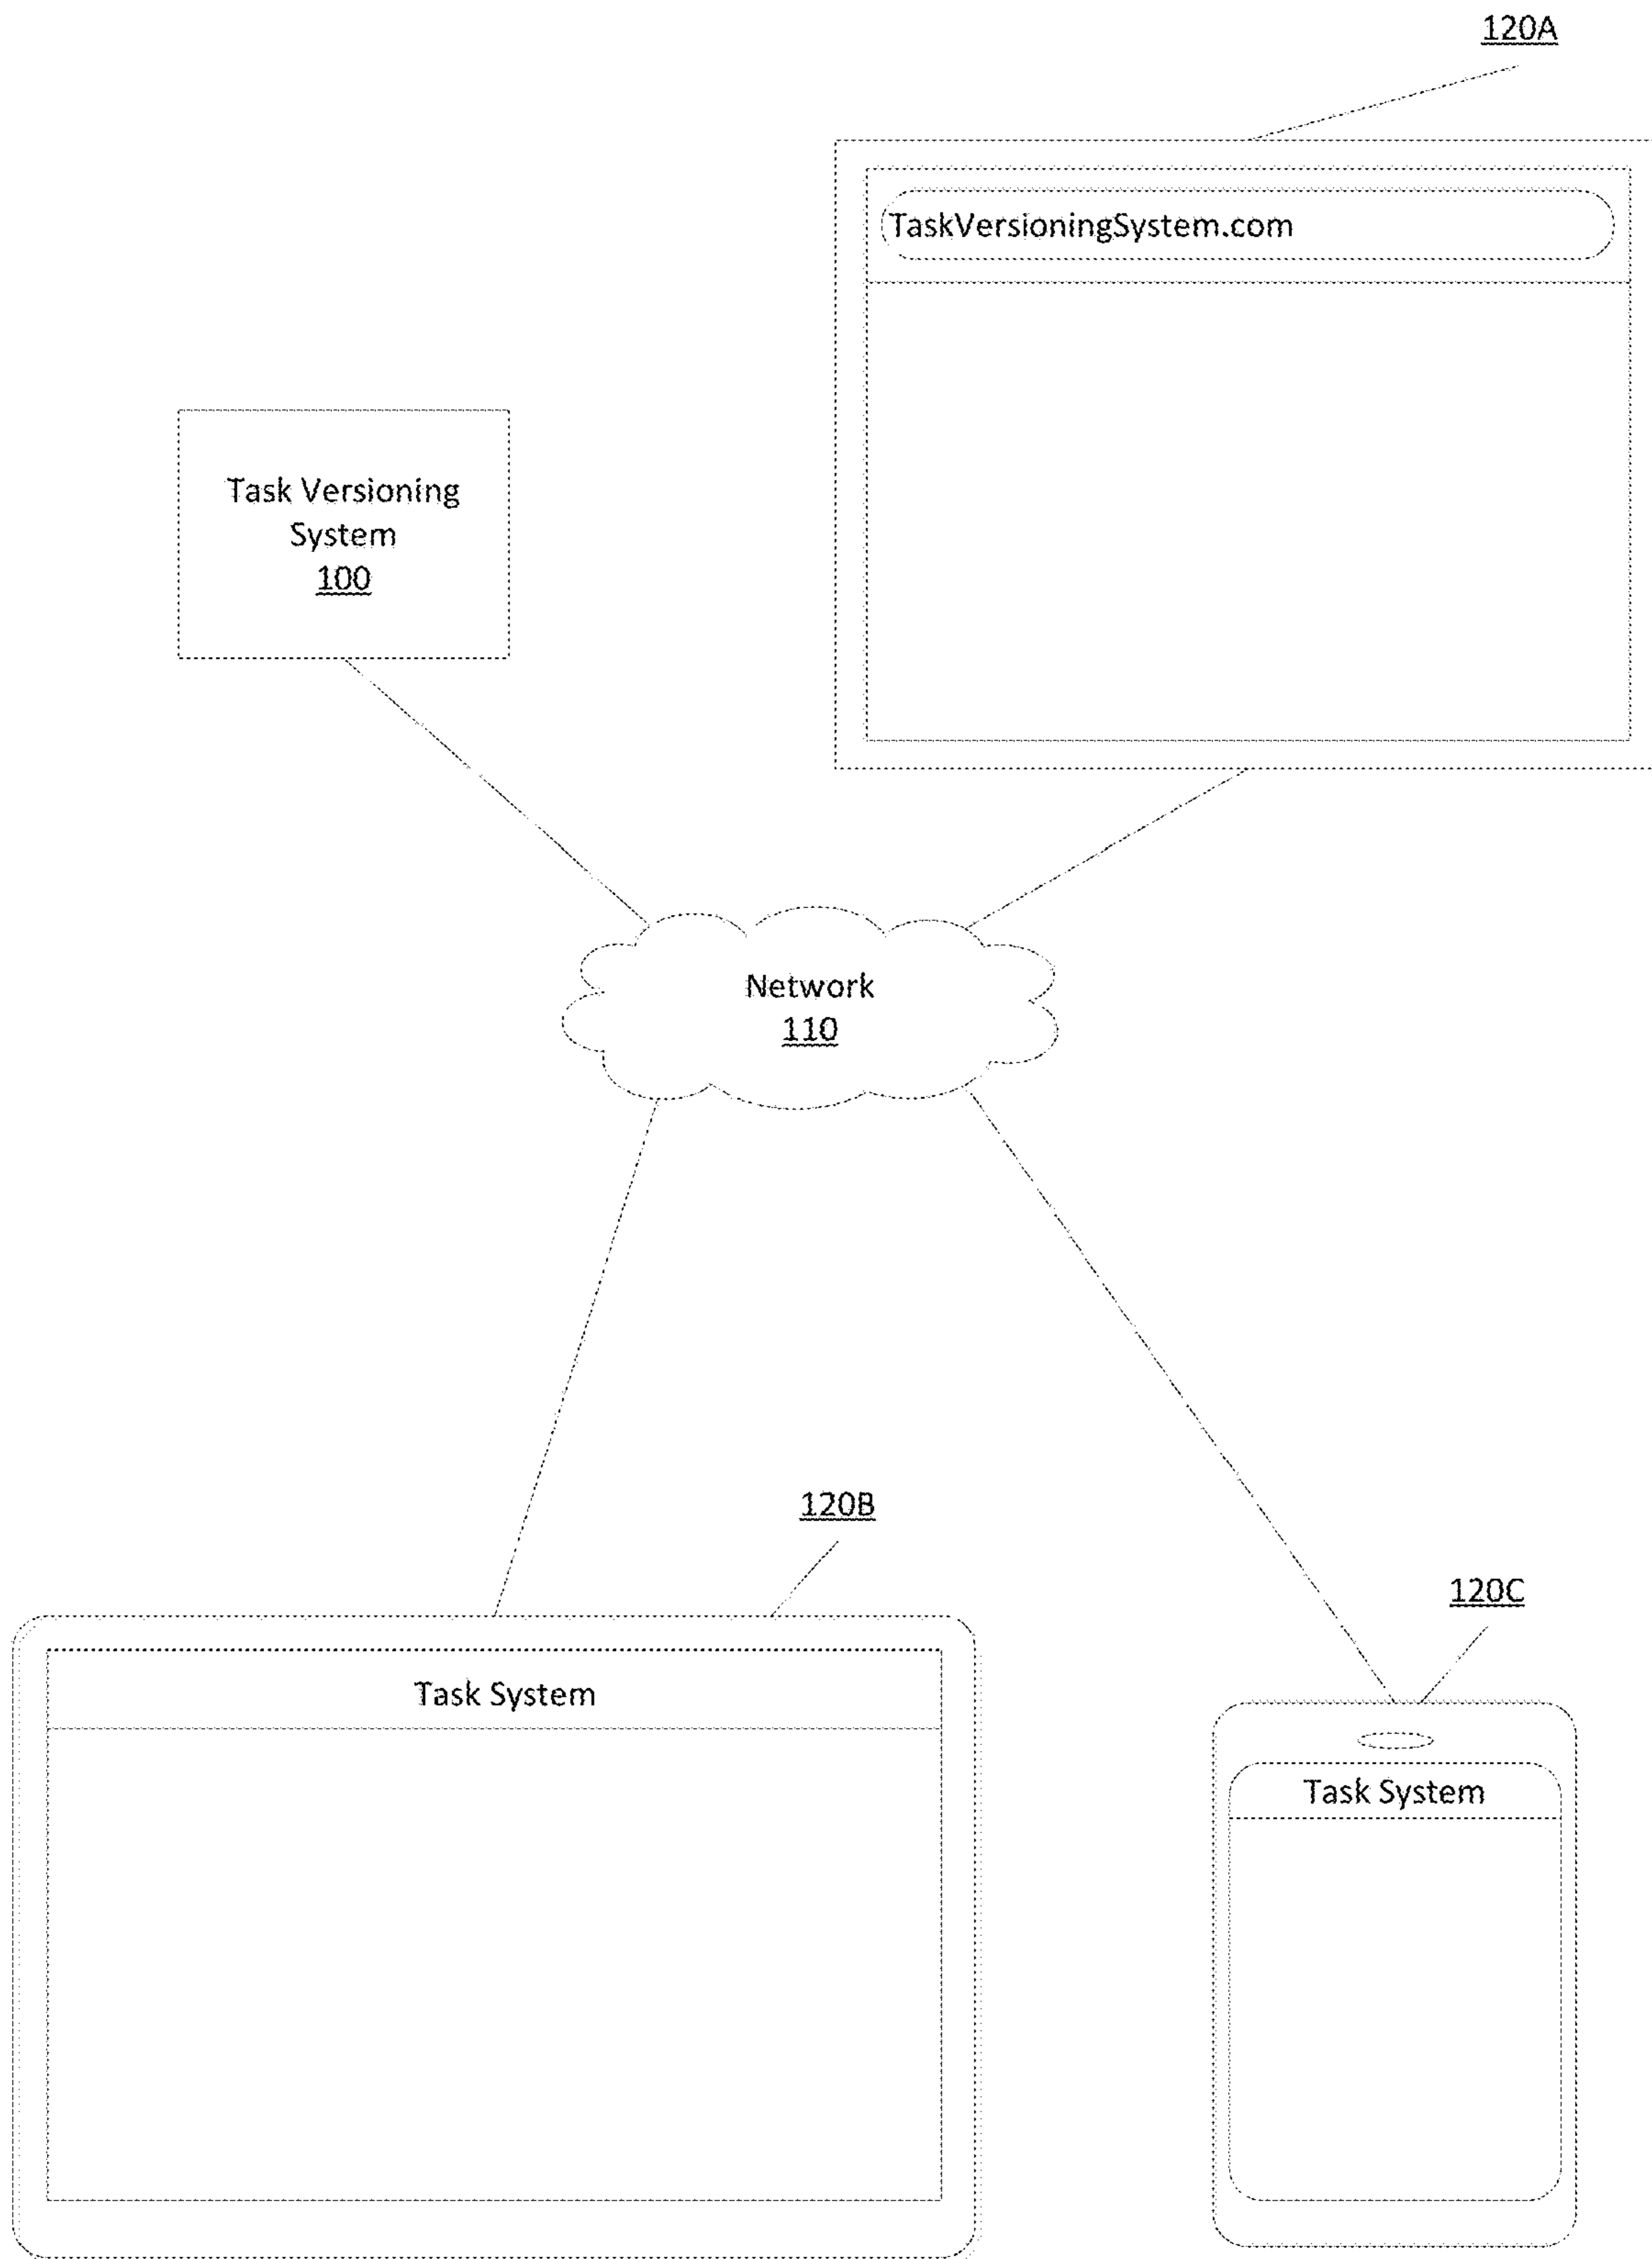 120A
TaskVersioningSystem.com
Task Versioning
System
100
Network
110
120B
120C
Task System
Task System